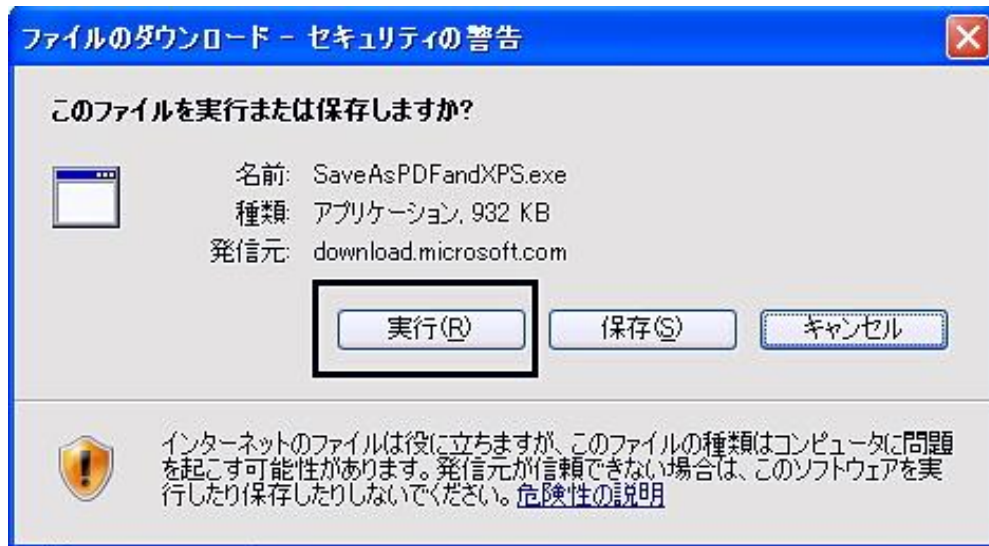 ファイルのダウンロード - セキュリティの警告
このファイルを実行または保存しますか?
名前: SaveAsPDFandXPS.exe
種類: アプリケーション, 932 KB
発信元: download.microsoft.com
実行(R) 保存(S) キャンセル
インターネットのファイルは役に立ちますが、このファイルの種類はコンピュータに問題
を起こす可能性があります。発信元が信頼できない場合は、このソフトウェアを実
行したり保存したりしないでください。危険性の説明